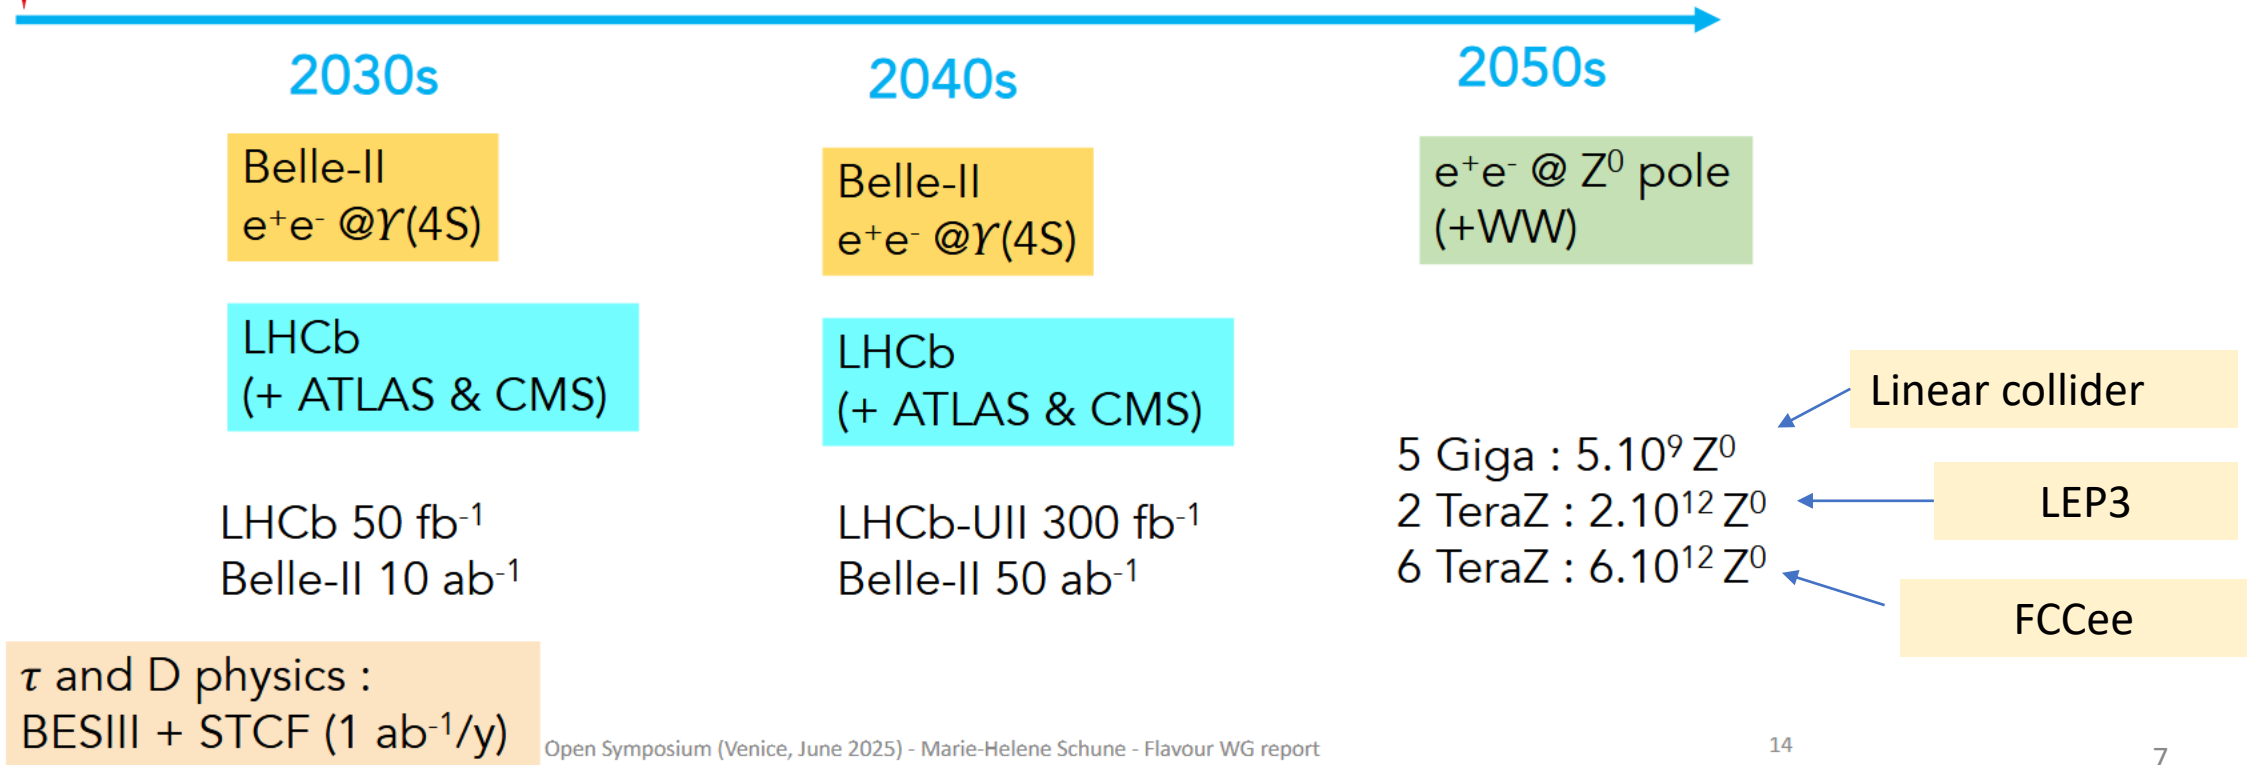 2030s
2040s
2050s
Belle-II
e⁺e⁻ @ϒ(4S)
LHCb
(+ ATLAS & CMS)
LHCb 50 fb⁻¹
Belle-II 10 ab⁻¹
τ and D physics :
BESIII + STCF (1 ab⁻¹/y)
Belle-II
e⁺e⁻ @ϒ(4S)
LHCb
(+ ATLAS & CMS)
LHCb-UII 300 fb⁻¹
Belle-II 50 ab⁻¹
e⁺e⁻ @ Z⁰ pole
(+WW)
5 Giga : 5.10⁹ Z⁰
2 TeraZ : 2.10¹² Z⁰
6 TeraZ : 6.10¹² Z⁰
Linear collider
LEP3
FCCee
Open Symposium (Venice, June 2025) - Marie-Helene Schune - Flavour WG report
14
7